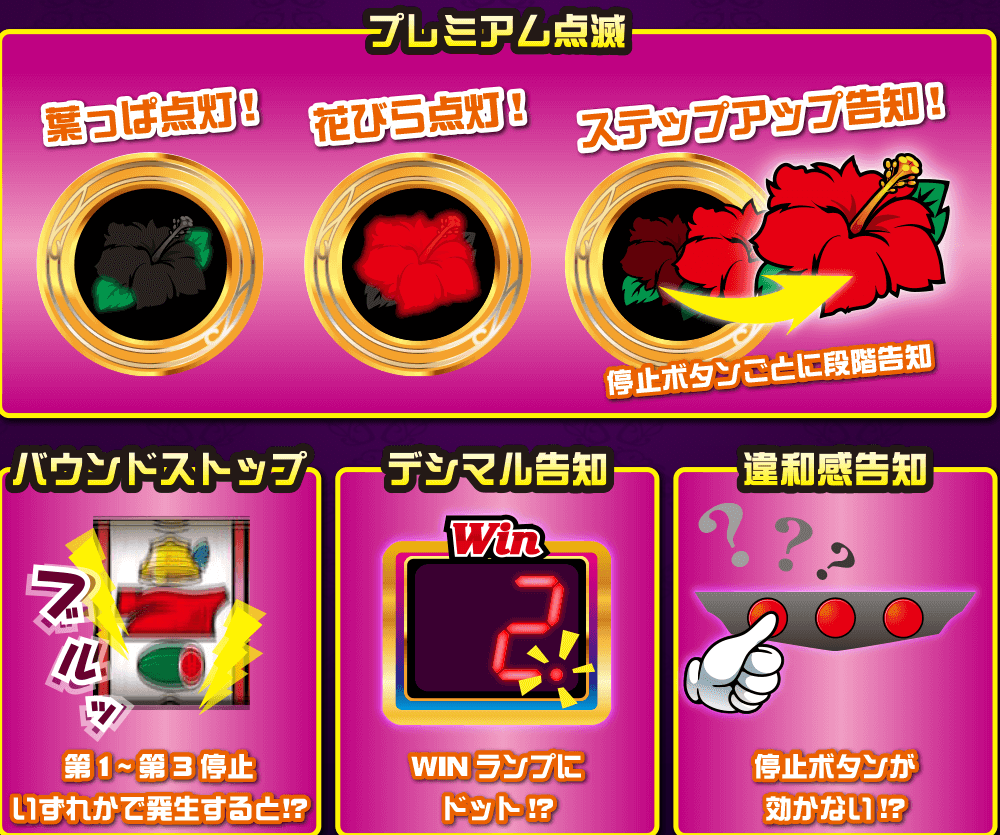 プレミアム点滅
葉っぱ点灯！
花びら点灯！
ステップアップ告知！
停止ボタンごとに段階告知
バウンドストップ
ブルッ
第1~第3停止
いずれかで発生すると!?
デシマル告知
Win
2.
WINランプに
ドット!?
違和感告知
???
停止ボタンが
効かない!?